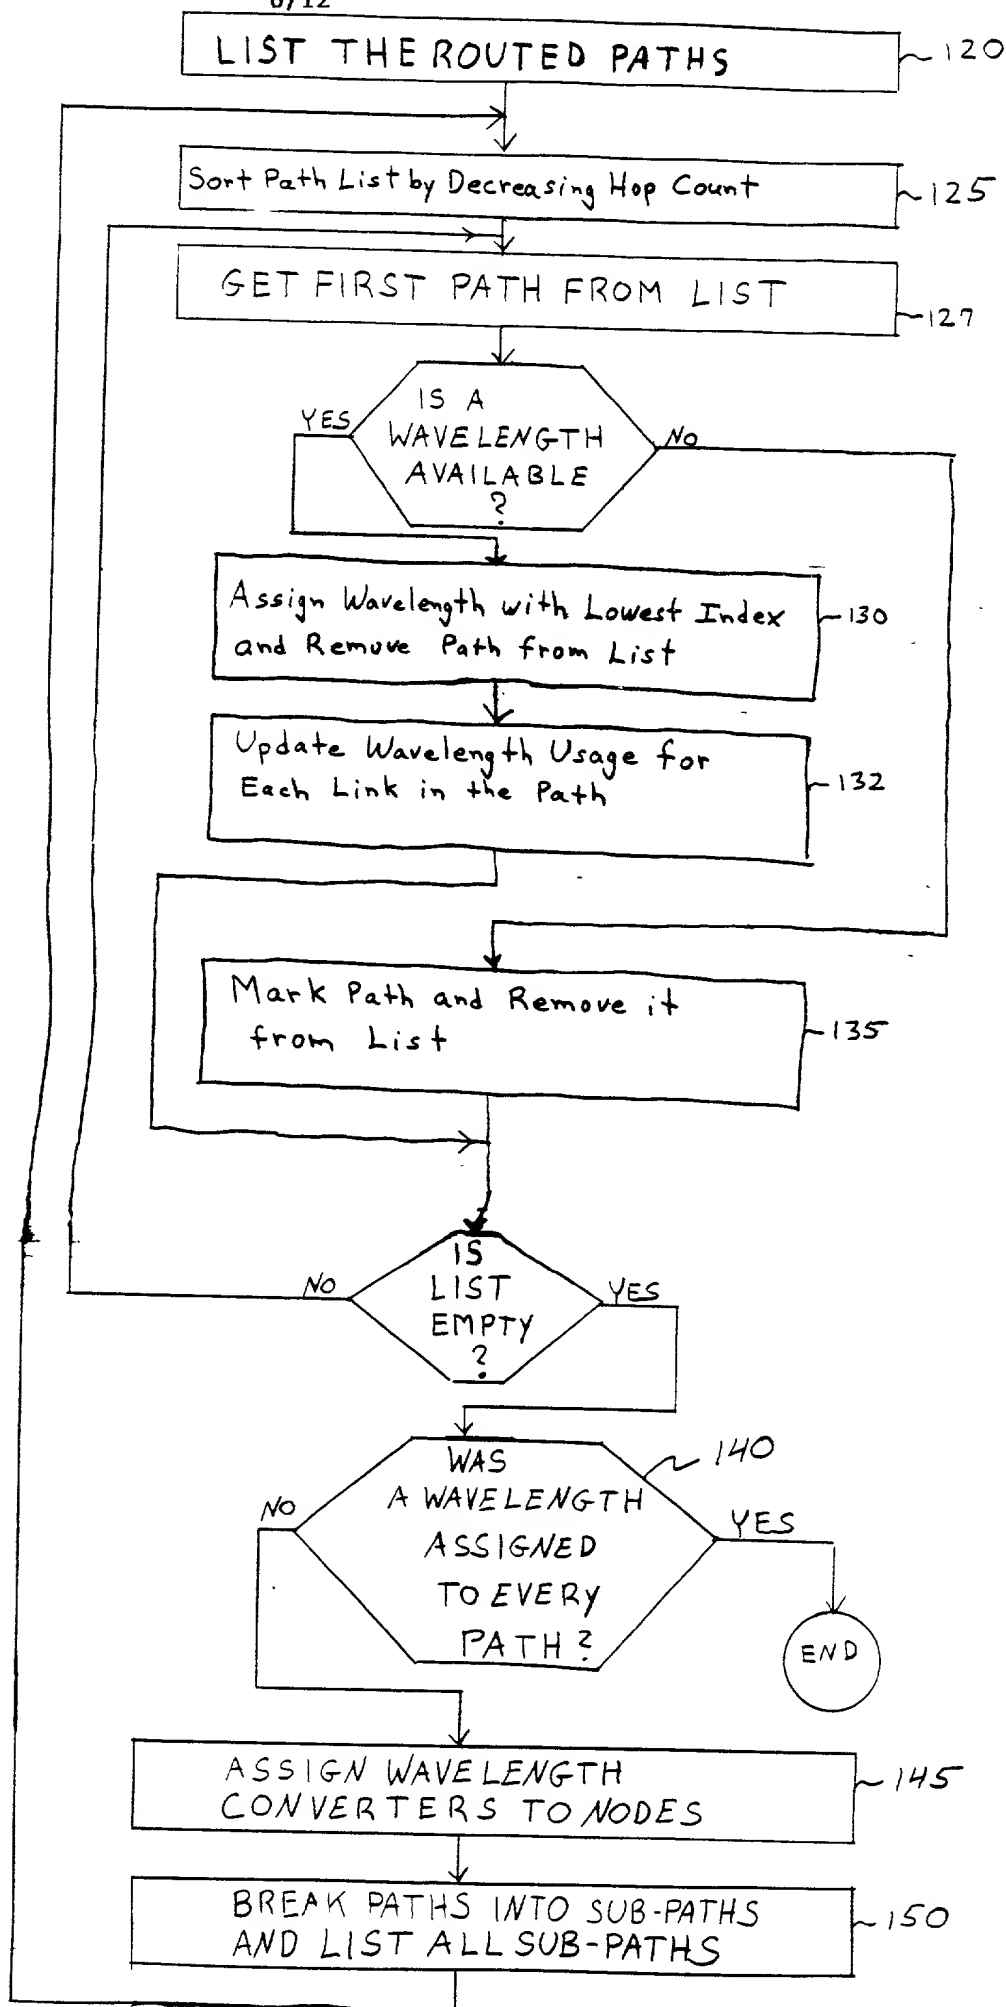 6/12
LIST THE ROUTED PATHS
120
Sort Path List by Decreasing Hop Count
125
GET FIRST PATH FROM LIST
127
IS A
WAVELENGTH
AVAILABLE
?
YES
NO
Assign Wavelength with Lowest Index
and Remove Path from List
130
Update Wavelength Usage for
Each Link in the Path
132
Mark Path and Remove it
from List
135
IS
LIST
EMPTY
?
NO
YES
WAS
A WAVELENGTH
ASSIGNED
TO EVERY
PATH?
140
NO
YES
END
ASSIGN WAVELENGTH
CONVERTERS TO NODES
145
BREAK PATHS INTO SUB-PATHS
AND LIST ALL SUB-PATHS
150